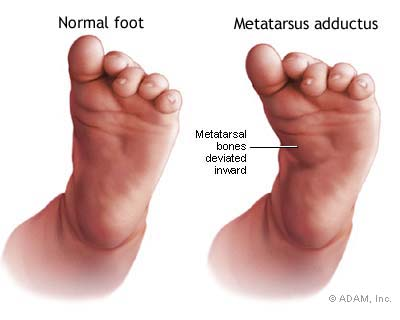 Normal foot
Metatarsus adductus
Metatarsal
bones
deviated
inward
© ADAM, Inc.